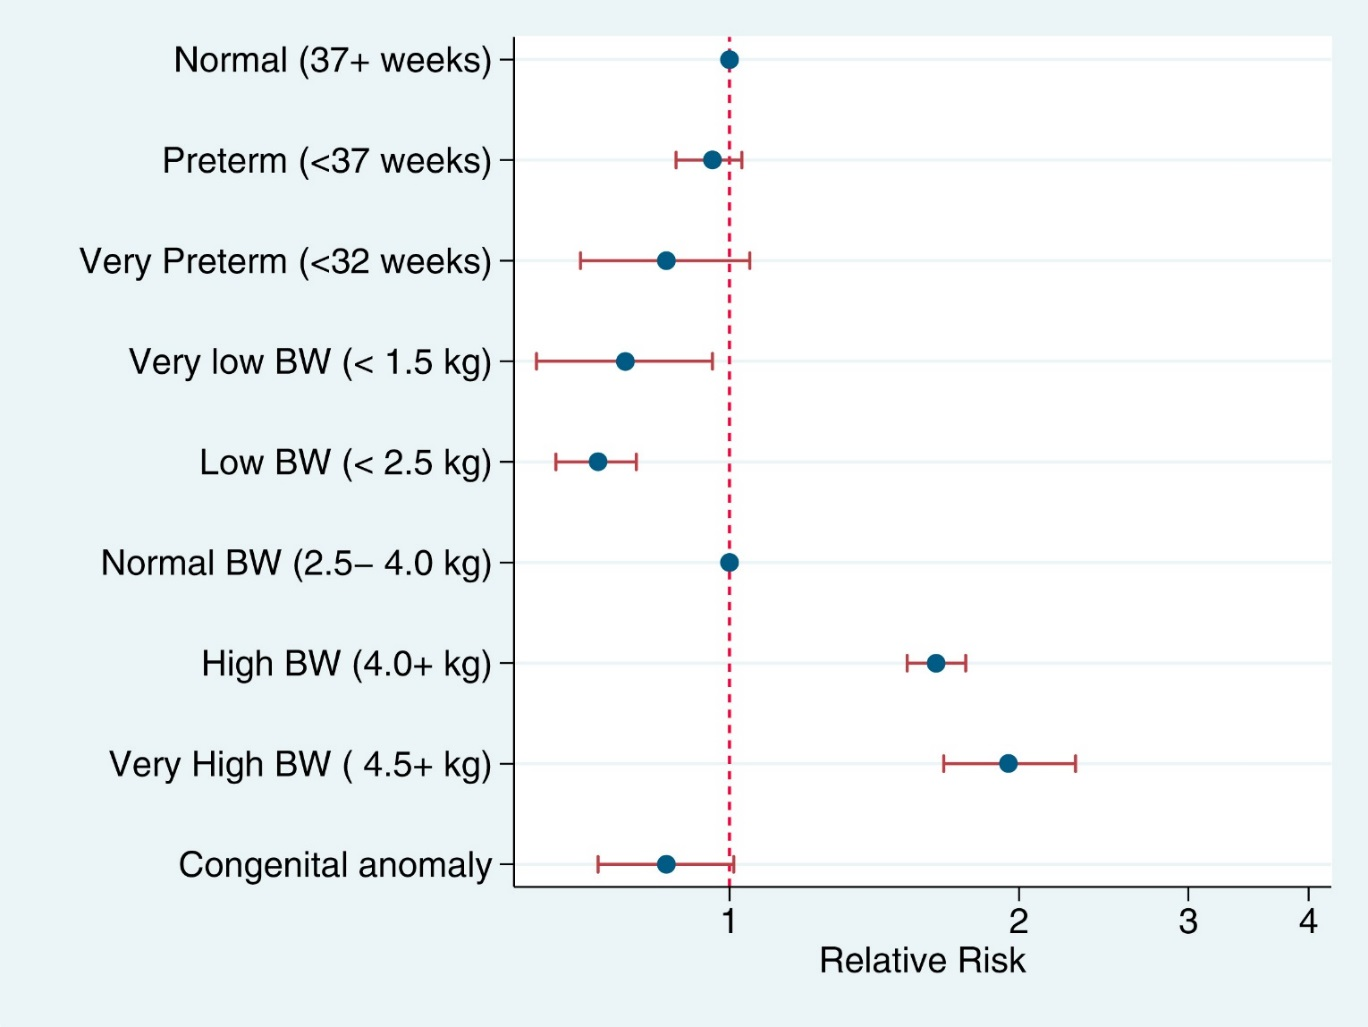 Normal (37+ weeks)
Preterm (<37 weeks)
Very Preterm (<32 weeks)
Very low BW (< 1.5 kg)
Low BW (< 2.5 kg)
Normal BW (2.5– 4.0 kg)
High BW (4.0+ kg)
Very High BW ( 4.5+ kg)
Congenital anomaly
1 2 3 4
Relative Risk